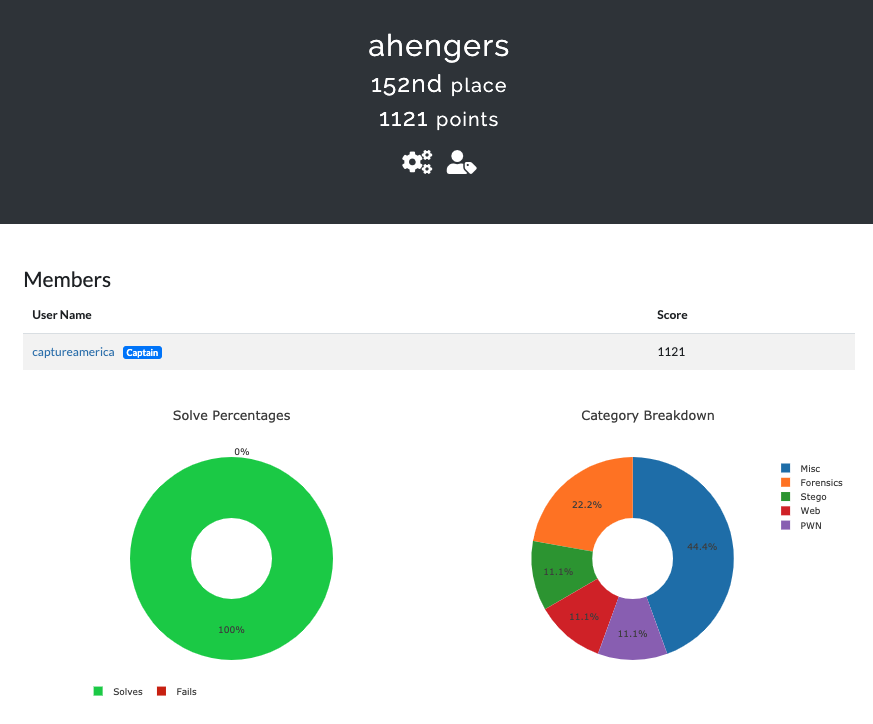 ahengers
152nd place
1121 points
Members
User Name Score
captureamerica Captain 1121
Solve Percentages
0%
100%
Solves Fails
Category Breakdown
22.2%
44.4%
11.1%
11.1%
11.1%
Misc
Forensics
Stego
Web
PWN